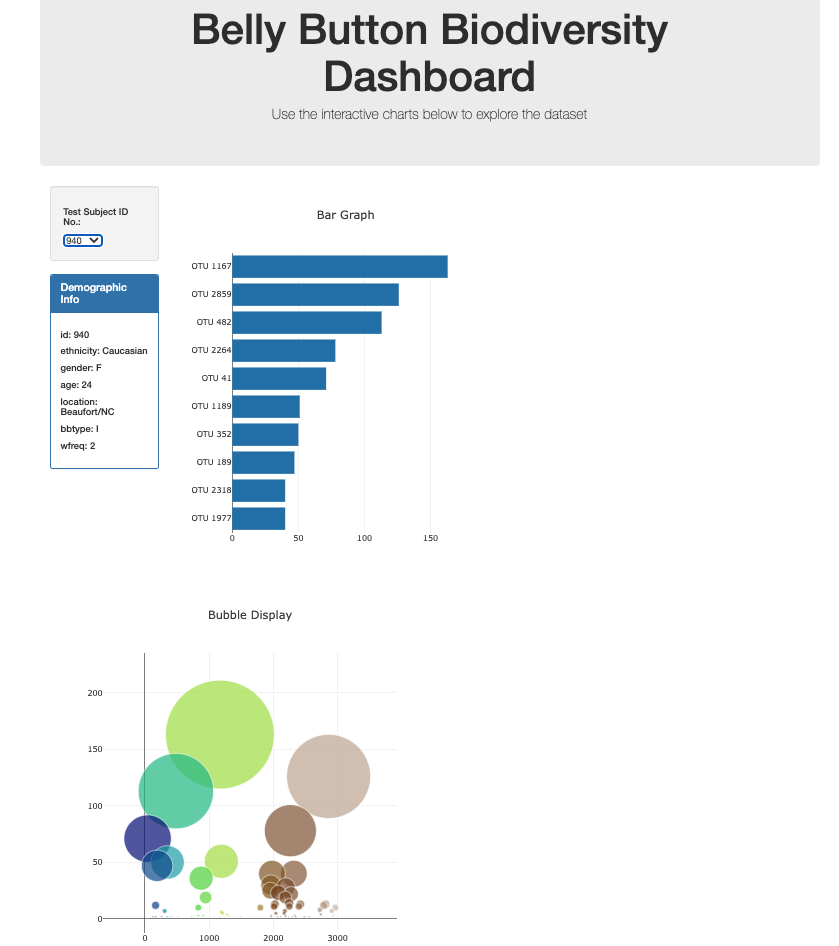 Belly Button Biodiversity
Dashboard
Use the interactive charts below to explore the dataset
Test Subject ID
No.:
940
Demographic
Info
id: 940
ethnicity: Caucasian
gender: F
age: 24
location:
Beaufort/NC
bbtype: I
wfreq: 2
Bar Graph
OTU 1167
OTU 2859
OTU 482
OTU 2264
OTU 41
OTU 1189
OTU 352
OTU 189
OTU 2318
OTU 1977
0 50 100 150
Bubble Display
200
150
100
50
0
0 1000 2000 3000